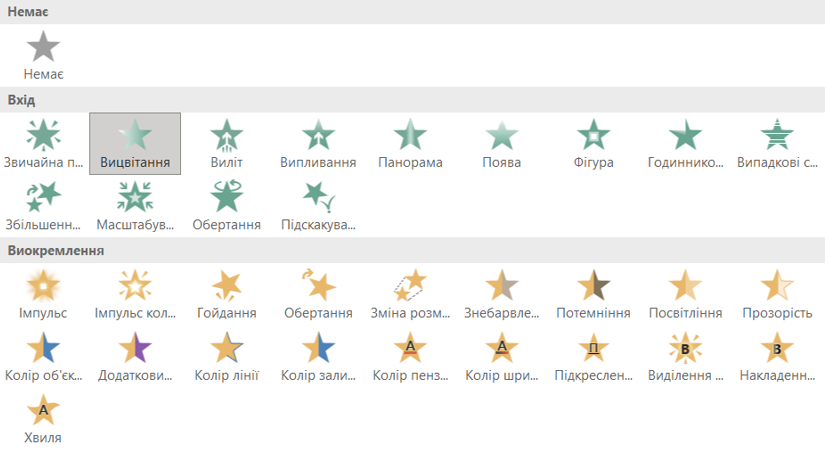 Немає
Немає
Вхід
Звичайна п... Вицвітання Виліт Випливання Панорама Поява Фігура Годиннико... Випадкові с...
Збільшенн... Масштабув... Обертання Підскакува...
Виокремлення
Імпульс Імпульс кол... Гойдання Обертання Зміна розм... Знебарвле... Потемніння Посвітління Прозорість
Колір об'єк... Додаткови... Колір лінії Колір зали... Колір пенз... Колір шри... Підкреслен... Виділення ... Накладенн...
Хвиля